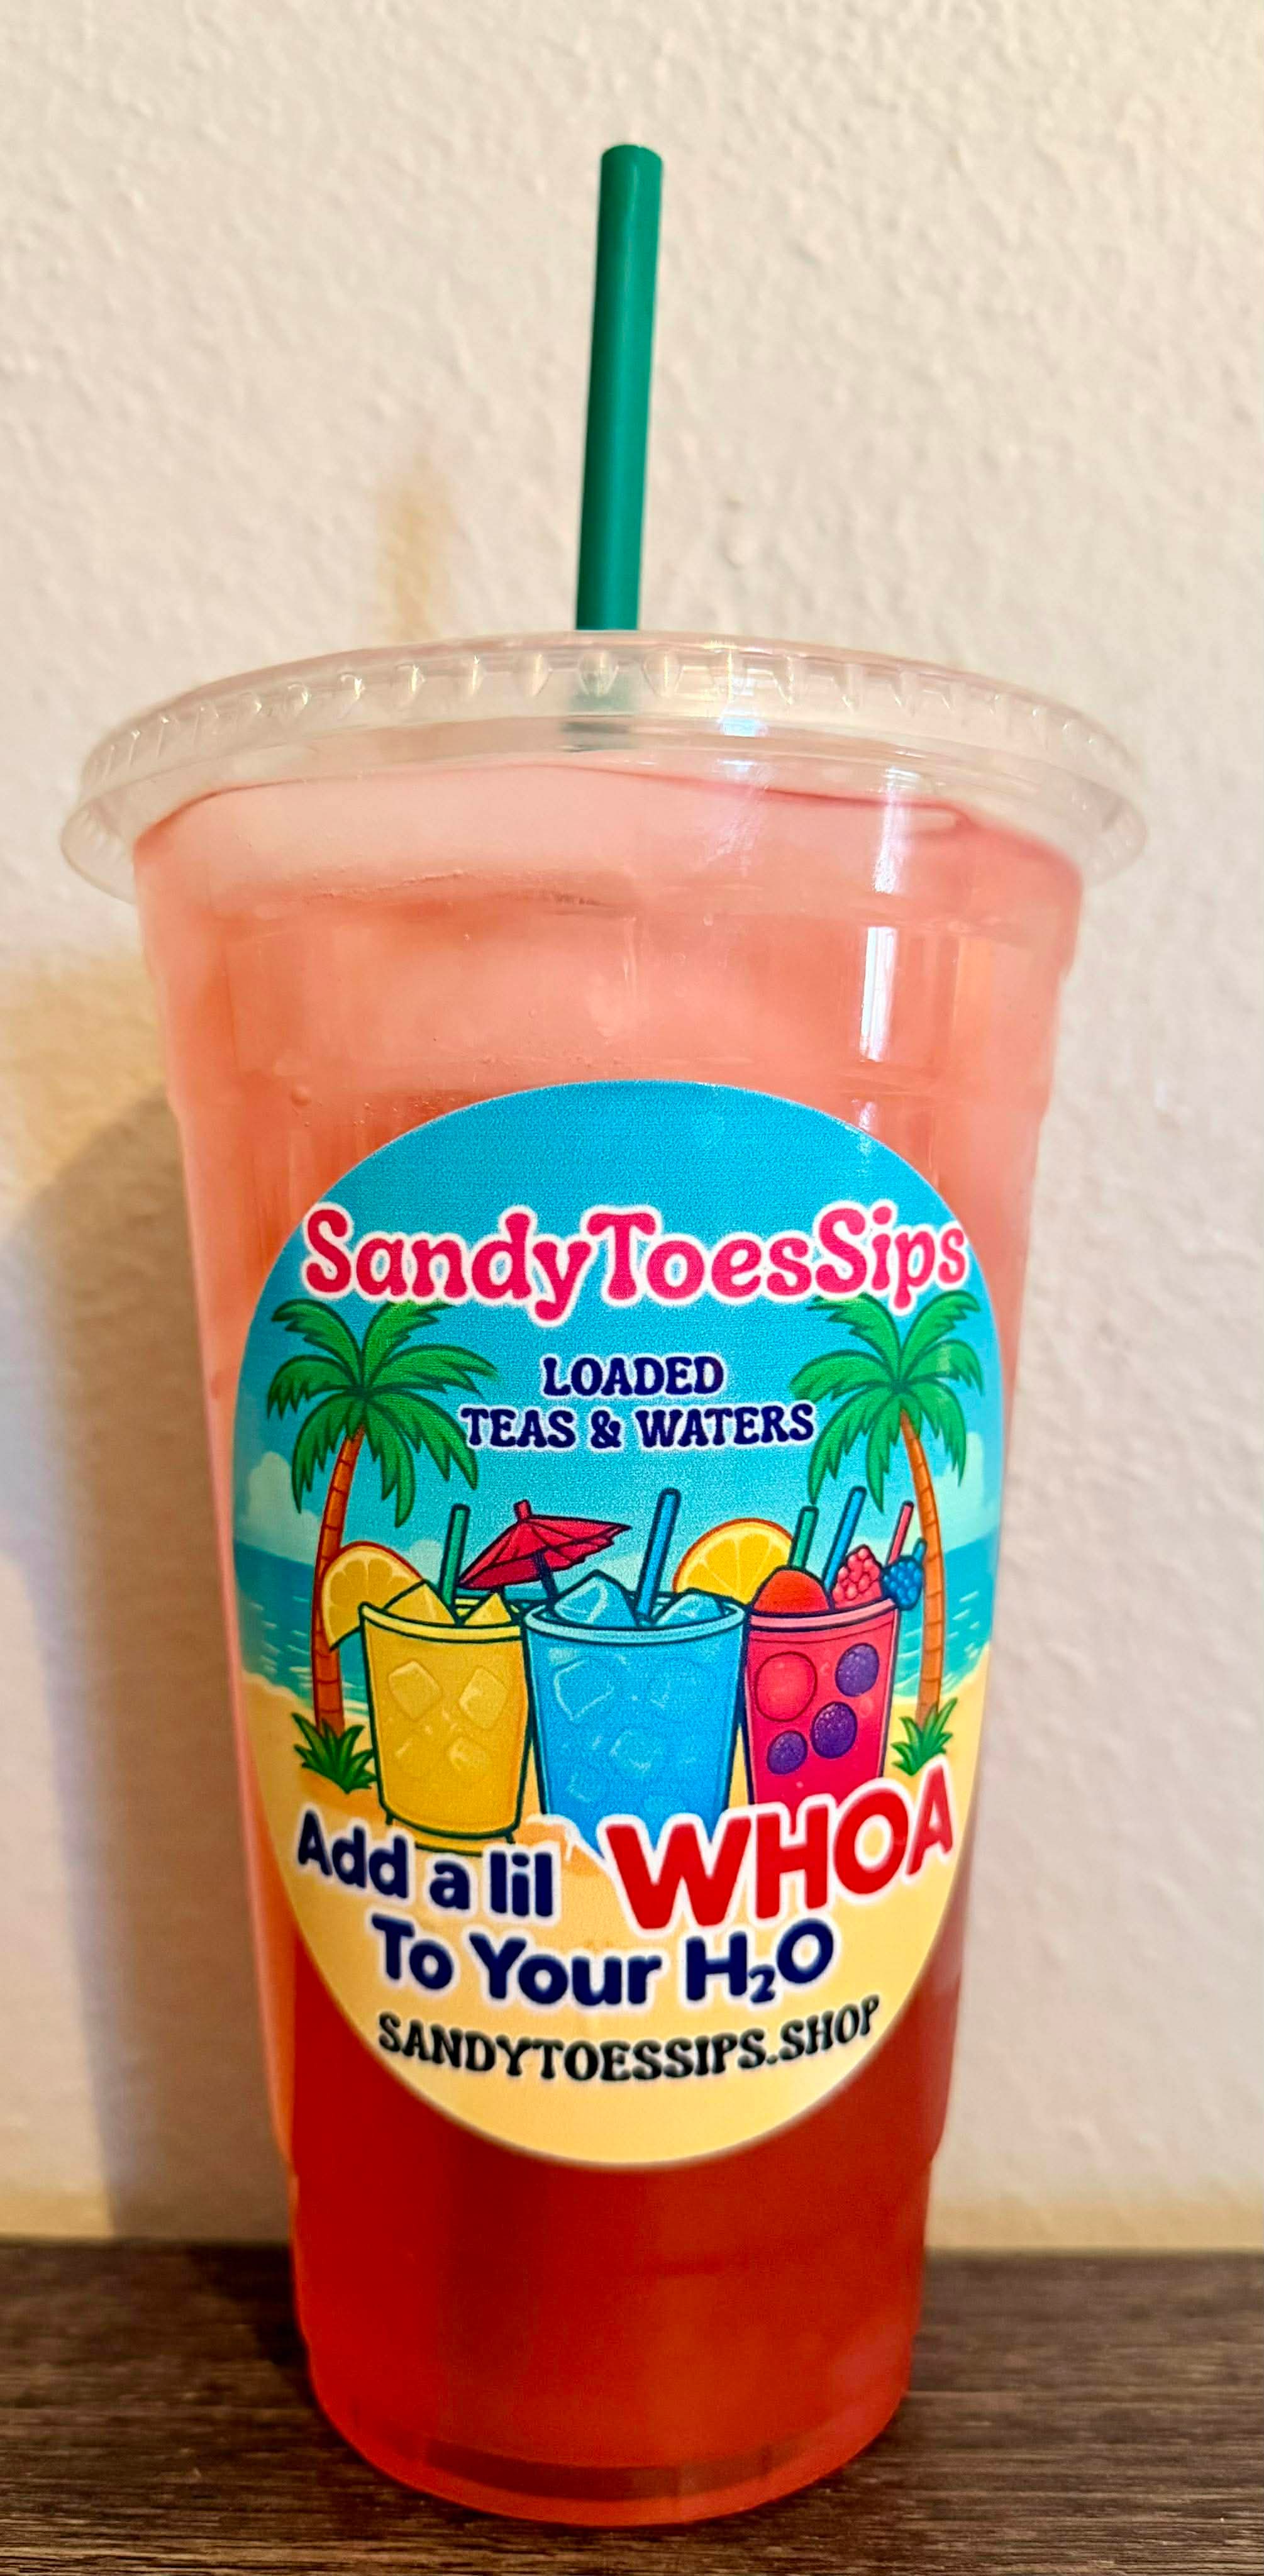 SandyToesSips
LOADED
TEAS & WATERS
Add a lil WHOA
To Your H₂O
SANDYTOESSIPS.SHOP